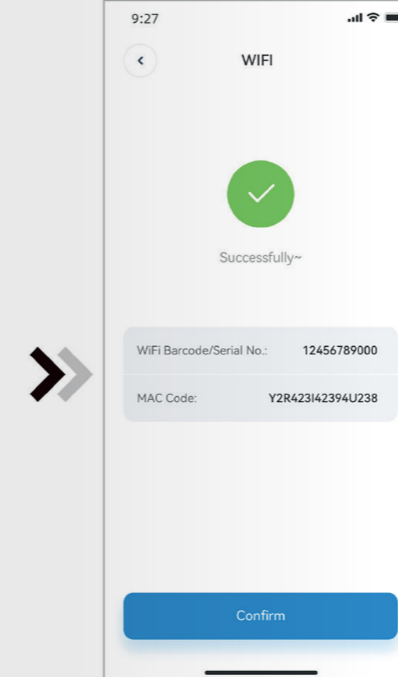 9:27
WIFI
Successfully~
WiFi Barcode/Serial No.: 12456789000
MAC Code: Y2R423I42394U238
Confirm